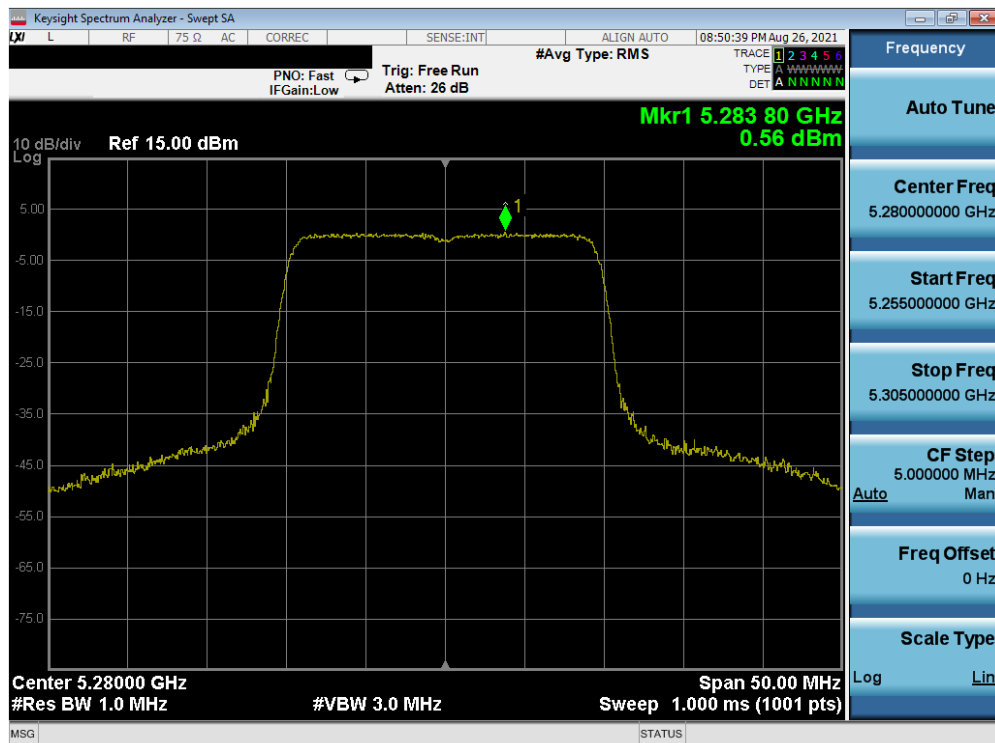 Keysight Spectrum Analyzer - Swept SA
LXI L RF 75 Ω AC CORREC SENSE:INT ALIGN AUTO 08:50:39 PM Aug 26, 2021
#Avg Type: RMS TRACE 1 2 3 4 5 6
PNO: Fast Trig: Free Run TYPE A WWWWW
IFGain:Low Atten: 26 dB DET A N N N N N
Mkr1 5.283 80 GHz
0.56 dBm
10 dB/div Ref 15.00 dBm
Log
5.00
1
-5.00
-15.0
-25.0
-35.0
-45.0
-55.0
-65.0
-75.0
Center 5.28000 GHz Span 50.00 MHz
#Res BW 1.0 MHz #VBW 3.0 MHz Sweep 1.000 ms (1001 pts)
MSG STATUS
Frequency
Auto Tune
Center Freq
5.280000000 GHz
Start Freq
5.255000000 GHz
Stop Freq
5.305000000 GHz
CF Step
5.000000 MHz
Auto Man
Freq Offset
0 Hz
Scale Type
Log Lin